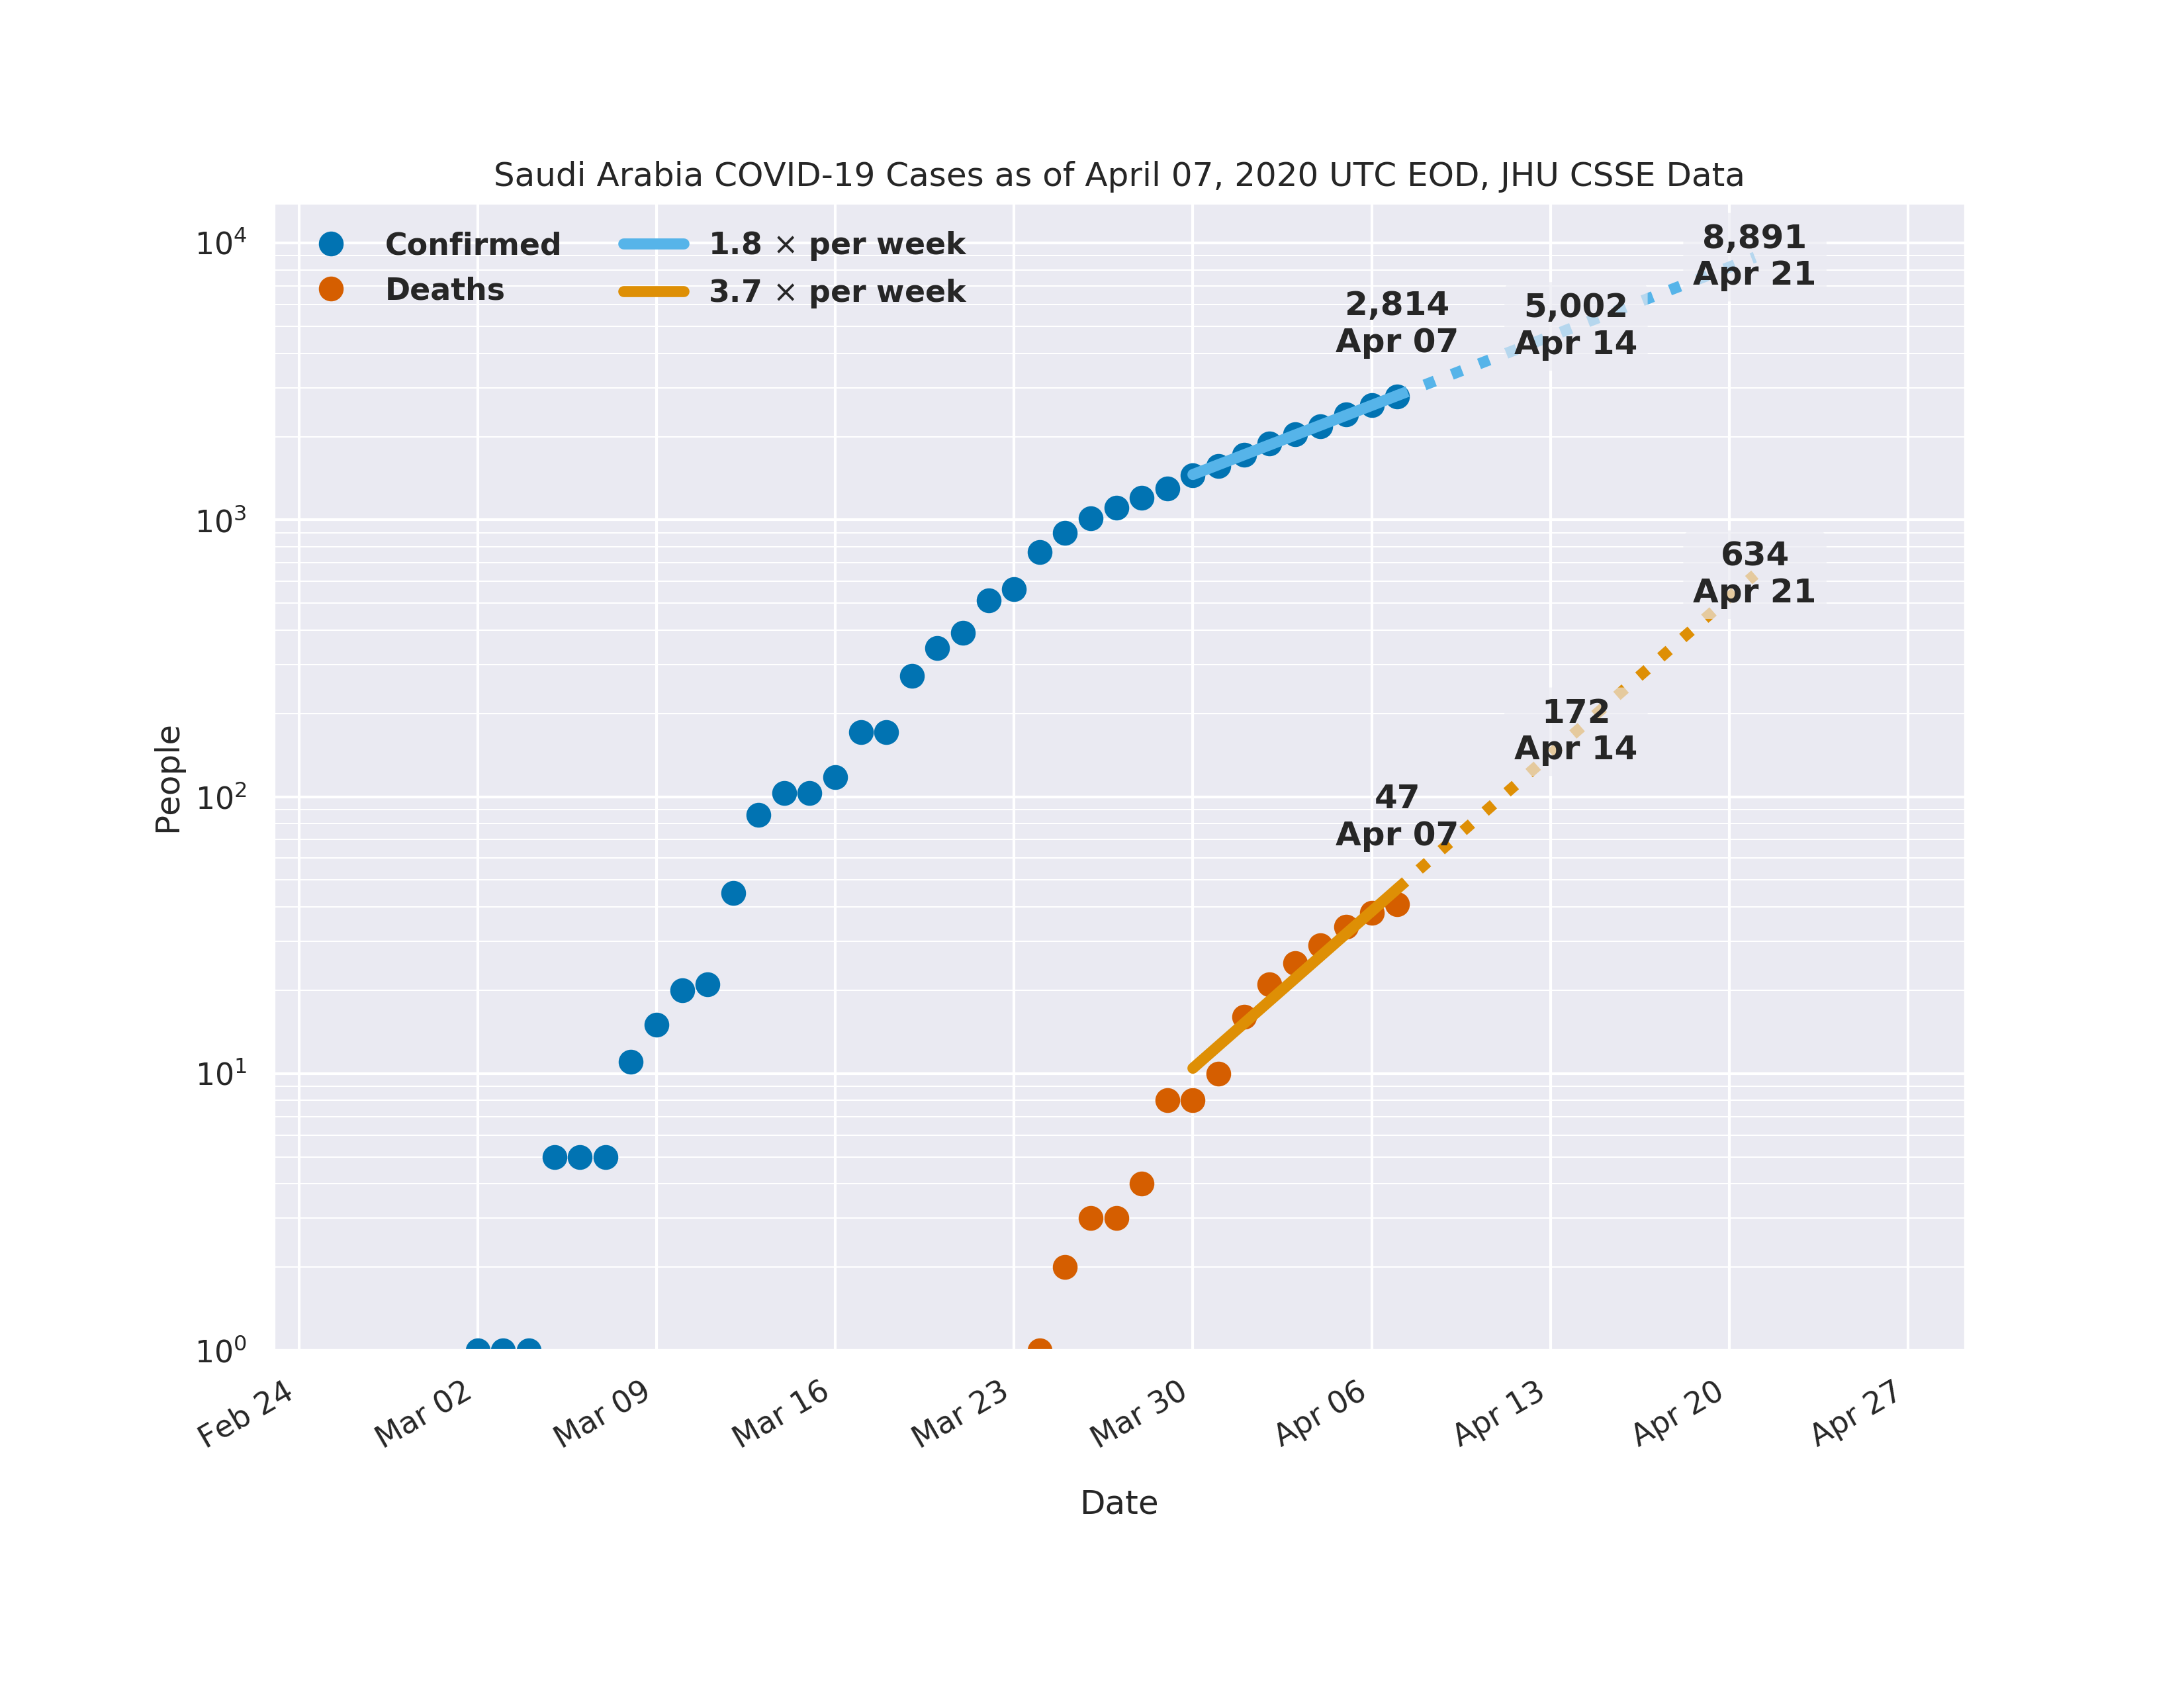 Saudi Arabia COVID-19 Cases as of April 07, 2020 UTC EOD, JHU CSSE Data
Confirmed
Deaths
1.8 × per week
3.7 × per week
8,891
Apr 21
2,814
Apr 07
5,002
Apr 14
634
Apr 21
172
Apr 14
47
Apr 07
People
10⁴
10³
10²
10¹
10⁰
Feb 24
Mar 02
Mar 09
Mar 16
Mar 23
Mar 30
Apr 06
Apr 13
Apr 20
Apr 27
Date